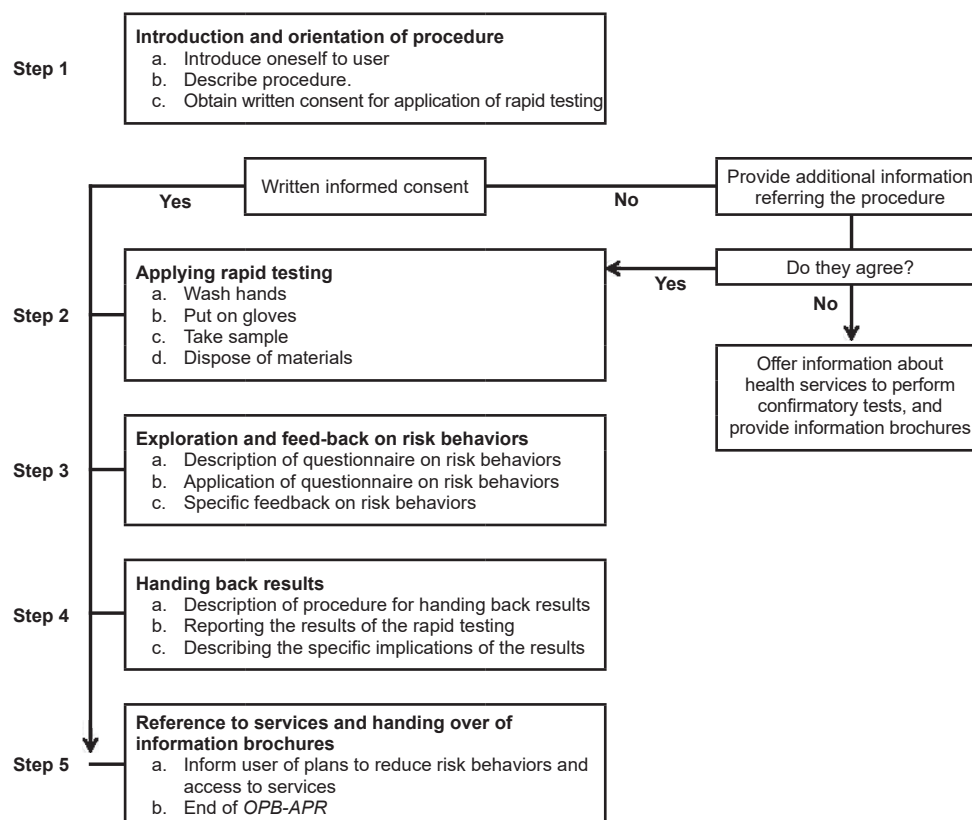 Step 1
Introduction and orientation of procedure
a. Introduce oneself to user
b. Describe procedure.
c. Obtain written consent for application of rapid testing
Yes
Written informed consent
No
Provide additional information
referring the procedure
Do they agree?
Yes
No
Offer information about
health services to perform
confirmatory tests, and
provide information brochures
Step 2
Applying rapid testing
a. Wash hands
b. Put on gloves
c. Take sample
d. Dispose of materials
Step 3
Exploration and feed-back on risk behaviors
a. Description of questionnaire on risk behaviors
b. Application of questionnaire on risk behaviors
c. Specific feedback on risk behaviors
Step 4
Handing back results
a. Description of procedure for handing back results
b. Reporting the results of the rapid testing
c. Describing the specific implications of the results
Step 5
Reference to services and handing over of
information brochures
a. Inform user of plans to reduce risk behaviors and
access to services
b. End of OPB-APR